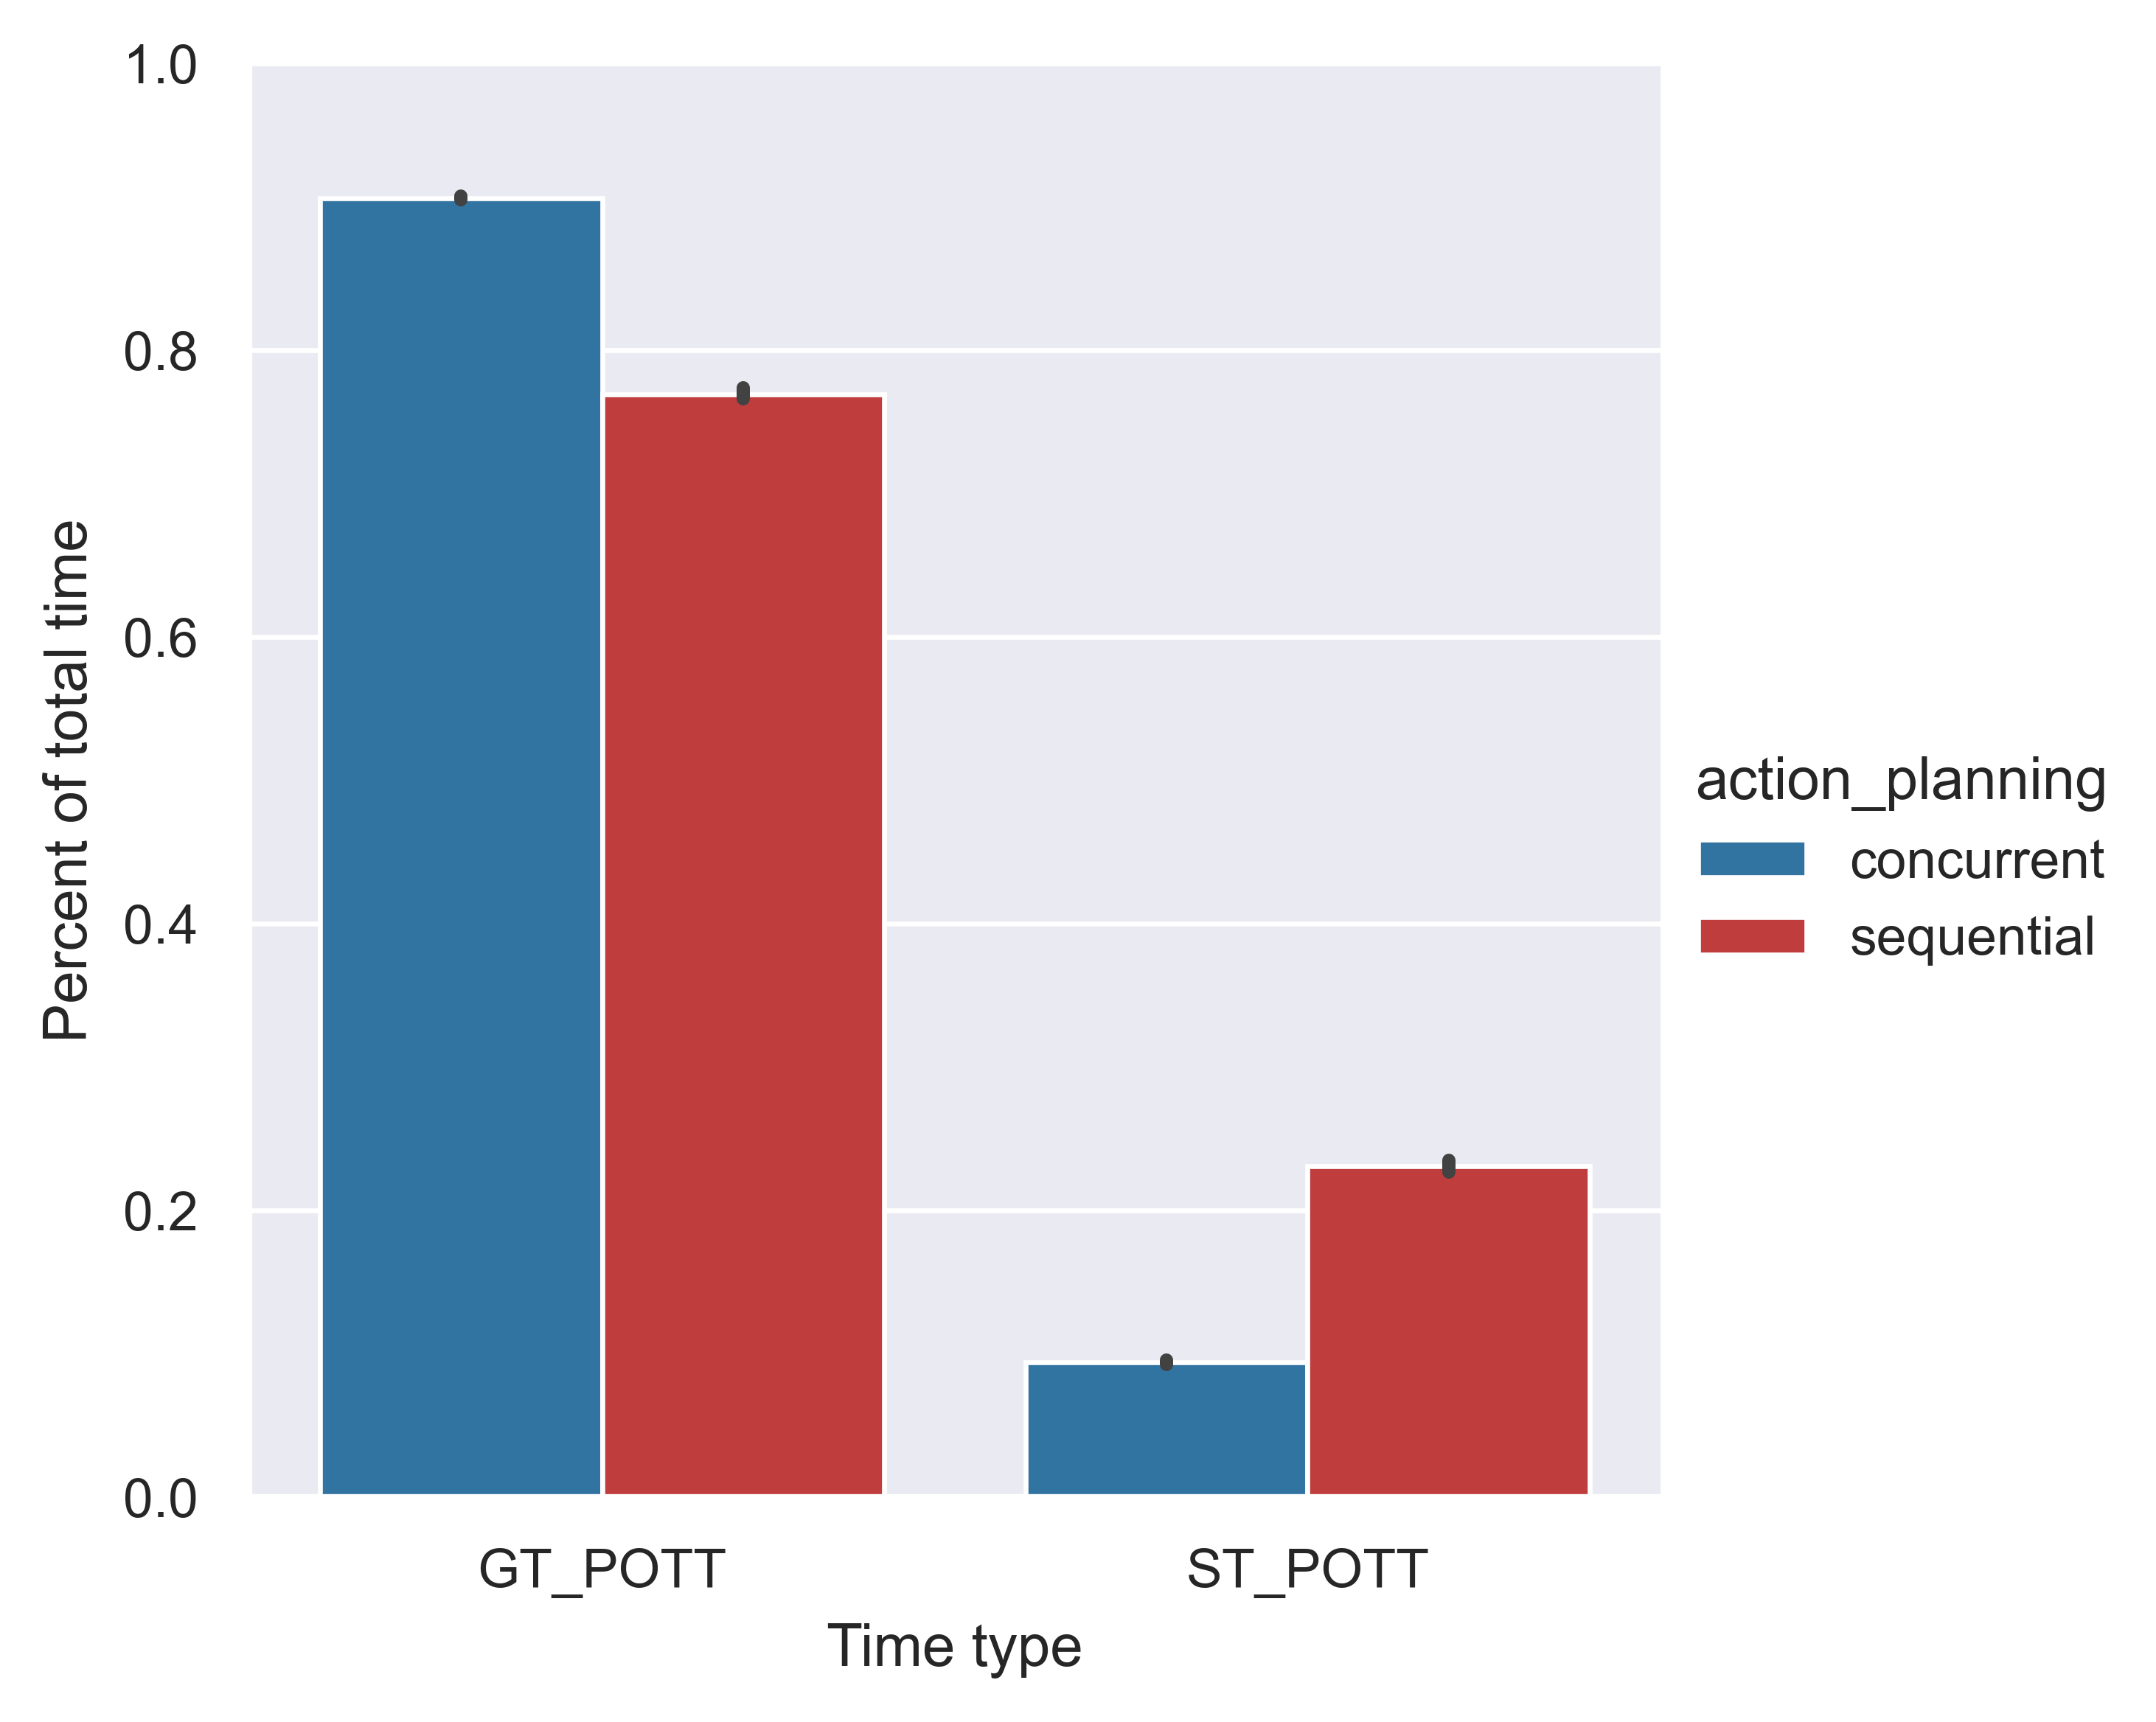 1.0
0.8
0.6
0.4
0.2
0.0
Percent of total time
GT_POTT
ST_POTT
Time type
action_planning
concurrent
sequential